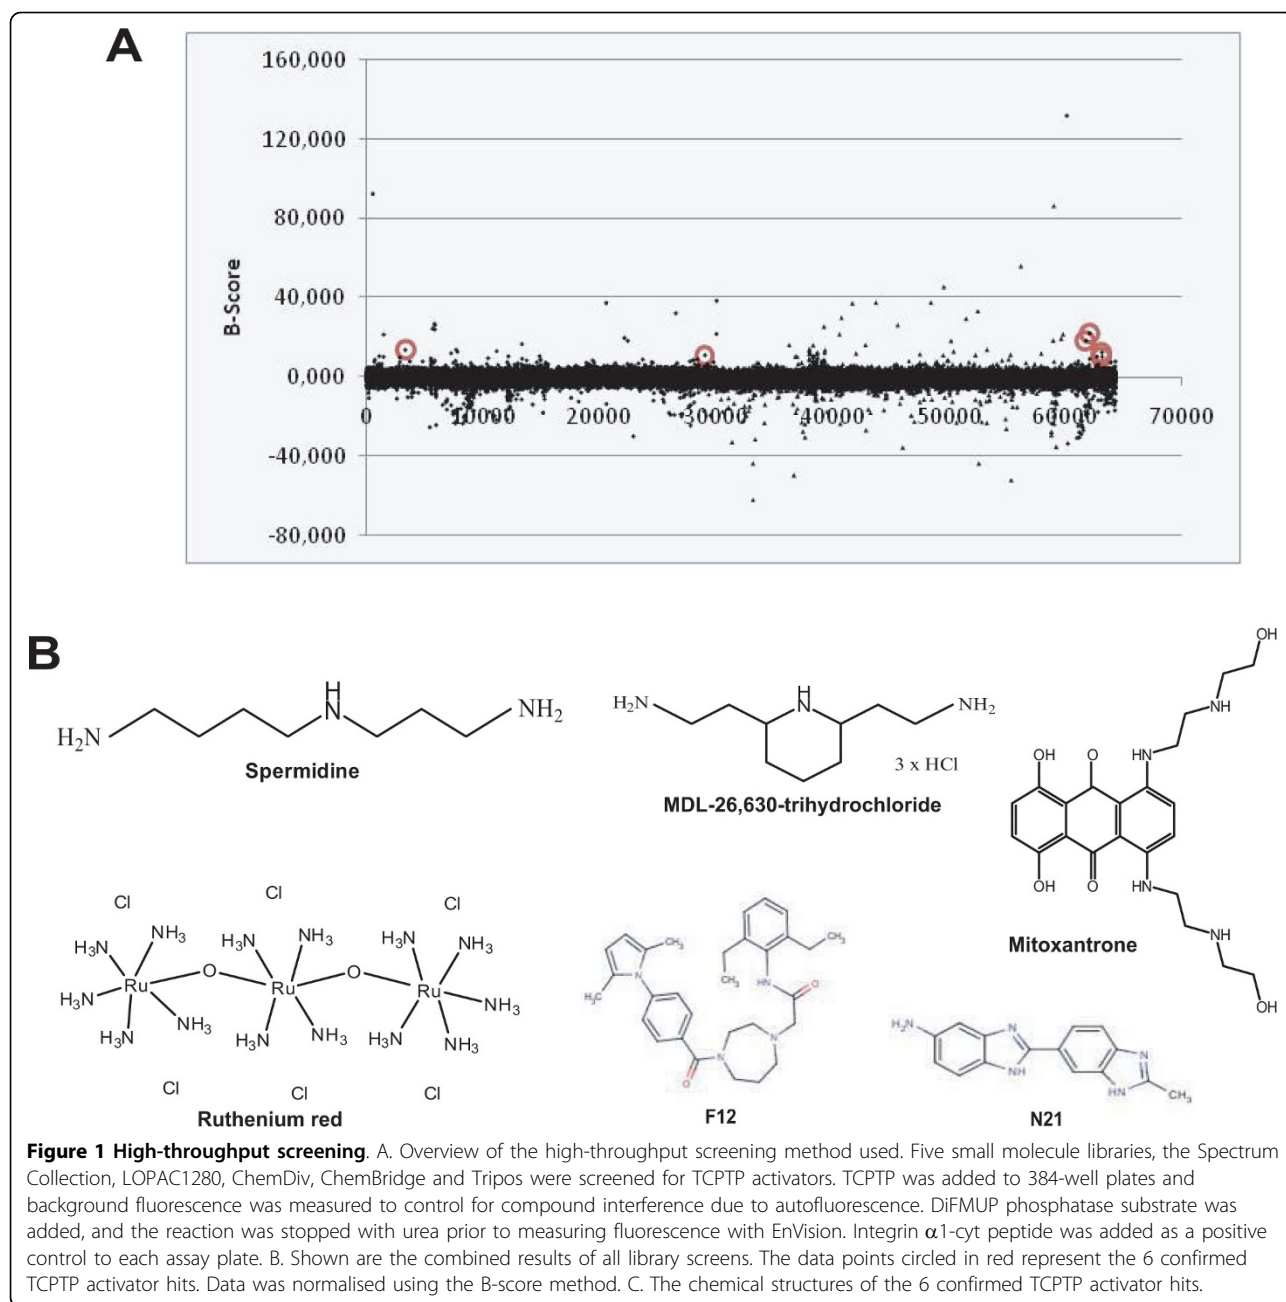 A
160,000
120,000
80,000
40,000
0,000
-40,000
-80,000
B-Score
0 10000 20000 30000 40000 50000 60000 70000
B
H₂N
H
N
NH₂
Spermidine
H₂N
H
N
NH₂
3 x HCl
MDL-26,630-trihydrochloride
OH
NH
OH O HN
OH O HN
NH
OH
Mitoxantrone
Cl Cl Cl
H₃N NH₃ H₃N NH₃ H₃N NH₃
H₃N Ru O Ru O Ru NH₃
H₃N NH₃ H₃N NH₃ H₃N NH₃
Cl Cl Cl
Ruthenium red
CH₃
N
H₃C
CH₃
CH₃
HN
O
N
N
O
F12
H₂N
N
NH
N
HN
CH₃
N21
Figure 1 High-throughput screening. A. Overview of the high-throughput screening method used. Five small molecule libraries, the Spectrum
Collection, LOPAC1280, ChemDiv, ChemBridge and Tripos were screened for TCPTP activators. TCPTP was added to 384-well plates and
background fluorescence was measured to control for compound interference due to autofluorescence. DiFMUP phosphatase substrate was
added, and the reaction was stopped with urea prior to measuring fluorescence with EnVision. Integrin α1-cyt peptide was added as a positive
control to each assay plate. B. Shown are the combined results of all library screens. The data points circled in red represent the 6 confirmed
TCPTP activator hits. Data was normalised using the B-score method. C. The chemical structures of the 6 confirmed TCPTP activator hits.